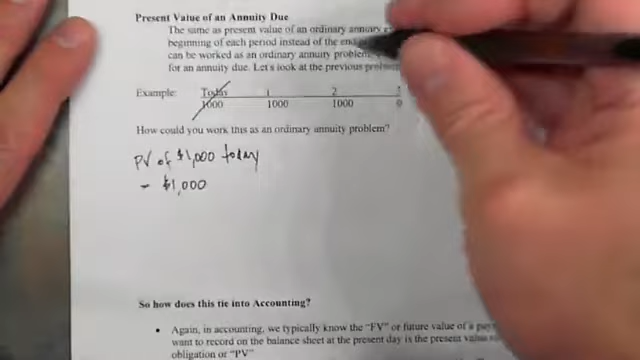 Present Value of an Annuity Due
The same as present value of an ordinary annuity
beginning of each period instead of the end
can be worked as an ordinary annuity problem
for an annuity due. Let's look at the previous
Example: Today 1 2
1000 1000 1000 0
How could you work this as an ordinary annuity problem?
PV of $1,000 today
= $1,000
So how does this tie into Accounting?
• Again, in accounting, we typically know the "FV" or future value of a
want to record on the balance sheet at the present day is the present
obligation or "PV"